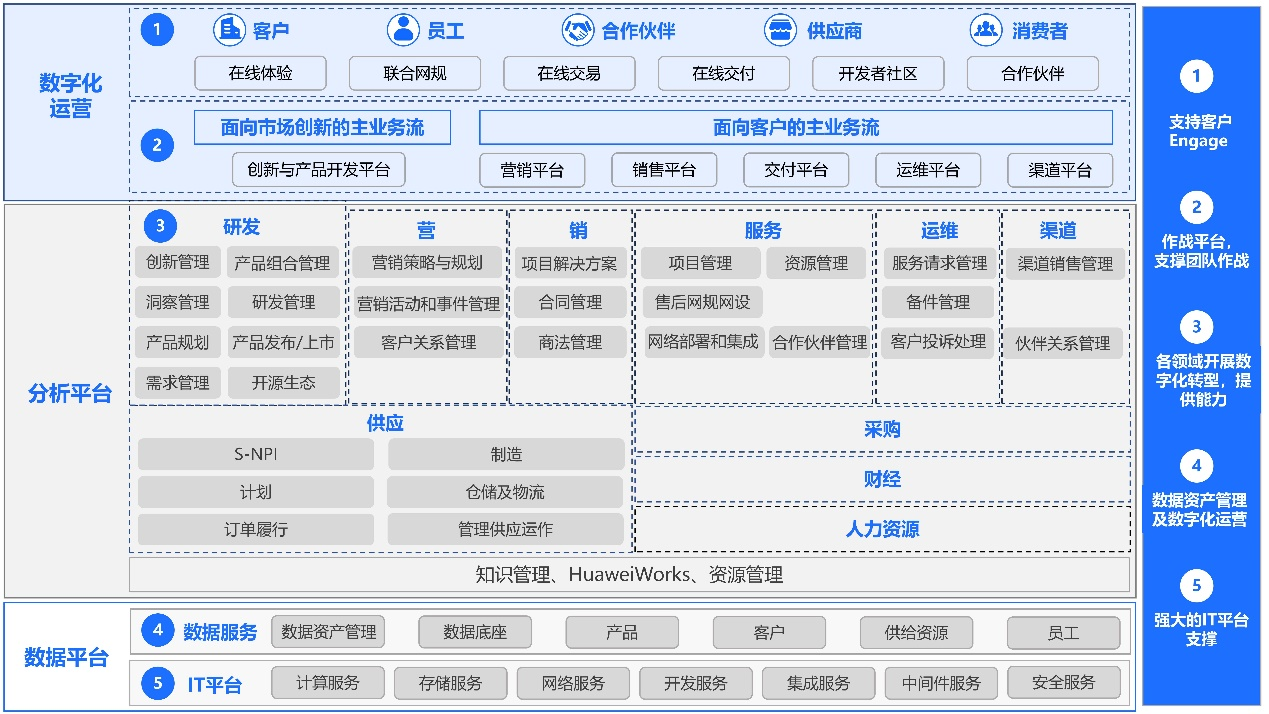 数字化
运营
1
客户
员工
合作伙伴
供应商
消费者
在线体验
联合网规
在线交易
在线交付
开发者社区
合作伙伴
2
面向市场创新的主业务流
面向客户的主业务流
创新与产品开发平台
营销平台
销售平台
交付平台
运维平台
渠道平台
分析平台
3
研发
创新管理
产品组合管理
洞察管理
研发管理
产品规划
产品发布/上市
需求管理
开源生态
营
营销策略与规划
营销活动和事件管理
客户关系管理
销
项目解决方案
合同管理
商法管理
服务
项目管理
资源管理
售后网规网设
网络部署和集成
合作伙伴管理
运维
服务请求管理
备件管理
客户投诉处理
渠道
渠道销售管理
伙伴关系管理
供应
S-NPI
制造
计划
仓储及物流
订单履行
管理供应运作
采购
财经
人力资源
知识管理、HuaweiWorks、资源管理
数据平台
4
数据服务
数据资产管理
数据底座
产品
客户
供给资源
员工
5
IT平台
计算服务
存储服务
网络服务
开发服务
集成服务
中间件服务
安全服务
1
支持客户
Engage
2
作战平台，
支撑团队作战
3
各领域开展数
字化转型，提
供能力
4
数据资产管理
及数字化运营
5
强大的IT平台
支撑